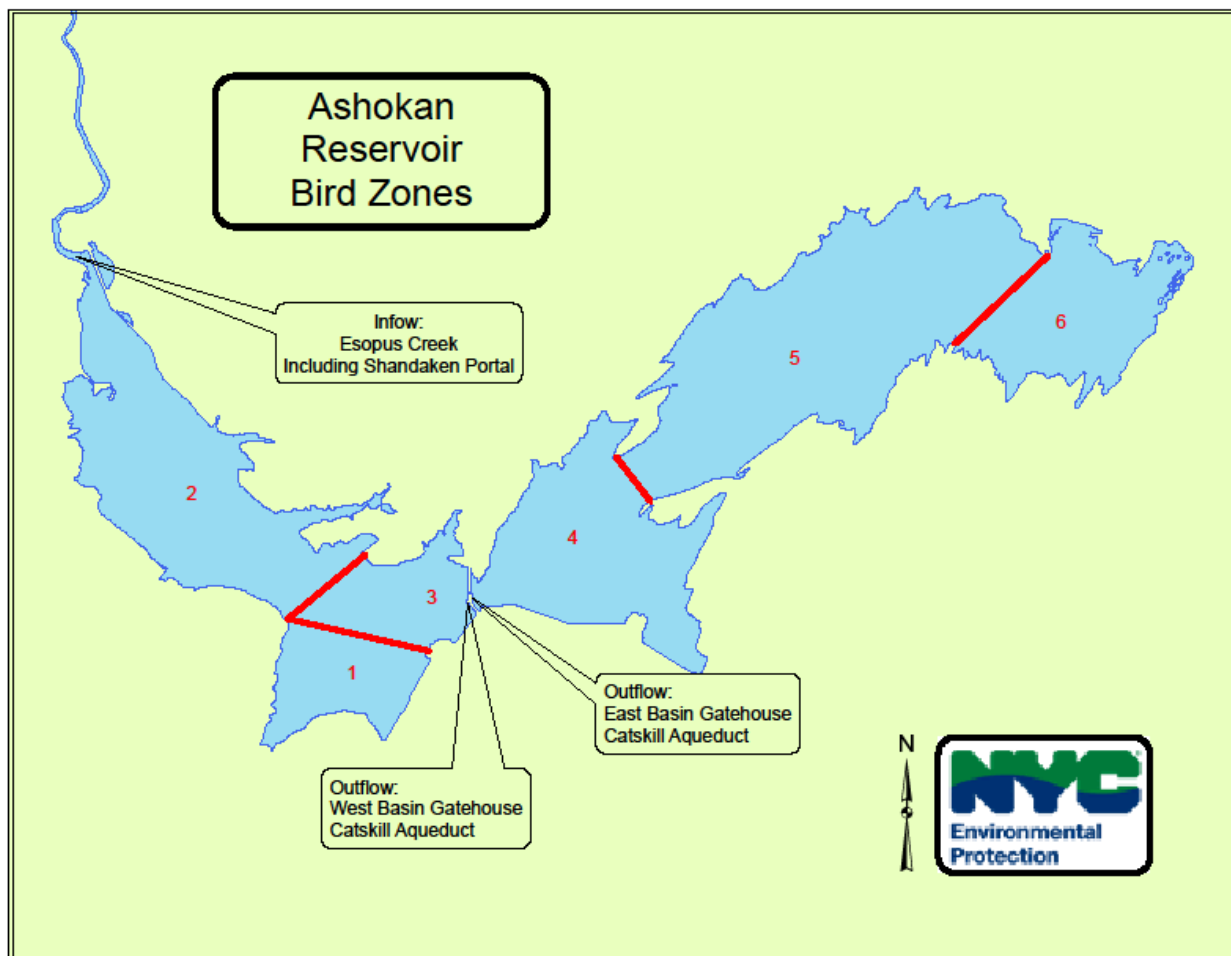 Ashokan
Reservoir
Bird Zones
Infow:
Esopus Creek
Including Shandaken Portal
6
5
2
4
3
1
Outflow:
East Basin Gatehouse
Catskill Aqueduct
Outflow:
West Basin Gatehouse
Catskill Aqueduct
N
NYC
Environmental
Protection